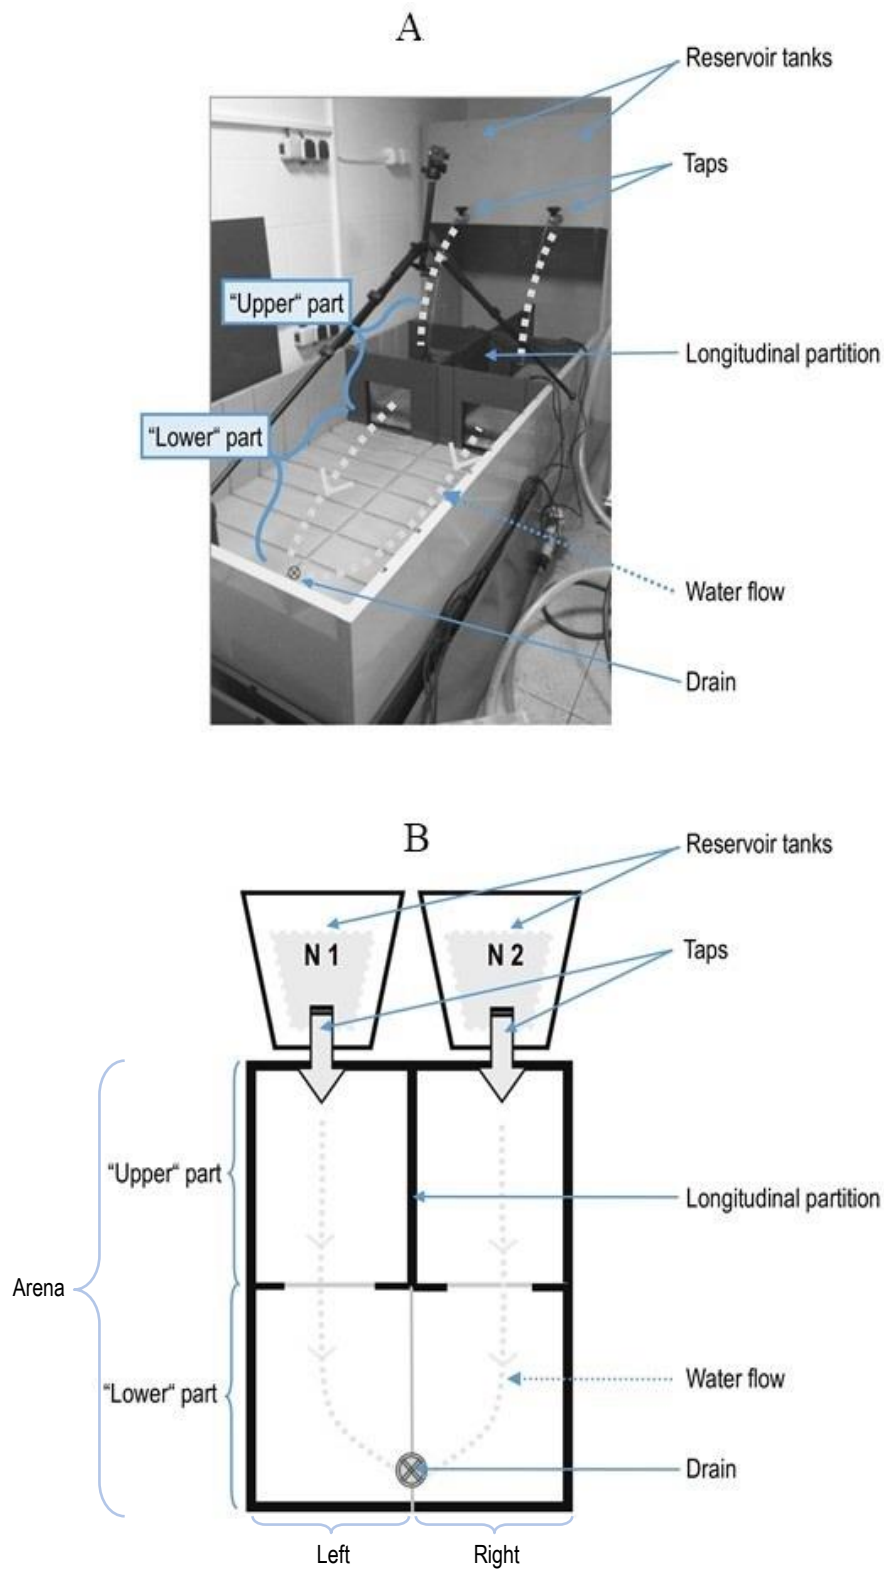 A
Reservoir tanks
Taps
“Upper“ part
Longitudinal partition
“Lower“ part
Water flow
Drain
B
Reservoir tanks
N 1
N 2
Taps
“Upper“ part
Longitudinal partition
Arena
“Lower“ part
Water flow
Drain
Left
Right